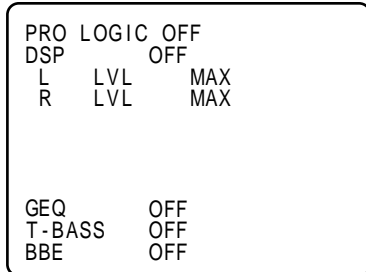 PRO LOGIC OFF
DSP OFF
L LVL MAX
R LVL MAX
GEQ OFF
T-BASS OFF
BBE OFF